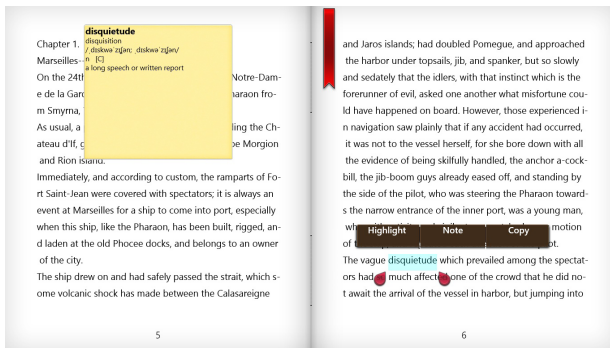 disquietude
disquisition
/ˌdɪskwəˈzɪʃən; ˌdɪskwəˈzɪʃən/
n [C]
a long speech or written report
Chapter 1.
Marseilles--
On the 24th Notre-Dam-
e de la Gar haraon fro-
m Smyrna,
As usual, a ling the Ch-
ateau d'If, g be Morgion
and Rion island.
Immediately, and according to custom, the ramparts of Fo-
rt Saint-Jean were covered with spectators; it is always an
event at Marseilles for a ship to come into port, especially
when this ship, like the Pharaon, has been built, rigged, an-
d laden at the old Phocee docks, and belongs to an owner
of the city.
The ship drew on and had safely passed the strait, which s-
ome volcanic shock has made between the Calasareigne
5
and Jaros islands; had doubled Pomegue, and approached
the harbor under topsails, jib, and spanker, but so slowly
and sedately that the idlers, with that instinct which is the
forerunner of evil, asked one another what misfortune cou-
ld have happened on board. However, those experienced i-
n navigation saw plainly that if any accident had occurred,
it was not to the vessel herself, for she bore down with all
the evidence of being skilfully handled, the anchor a-cock-
bill, the jib-boom guys already eased off, and standing by
the side of the pilot, who was steering the Pharaon toward-
s the narrow entrance of the inner port, was a young man,
Highlight Note Copy
motion
The vague disquietude which prevailed among the spectat-
ors had much affected one of the crowd that he did no-
t await the arrival of the vessel in harbor, but jumping into
6